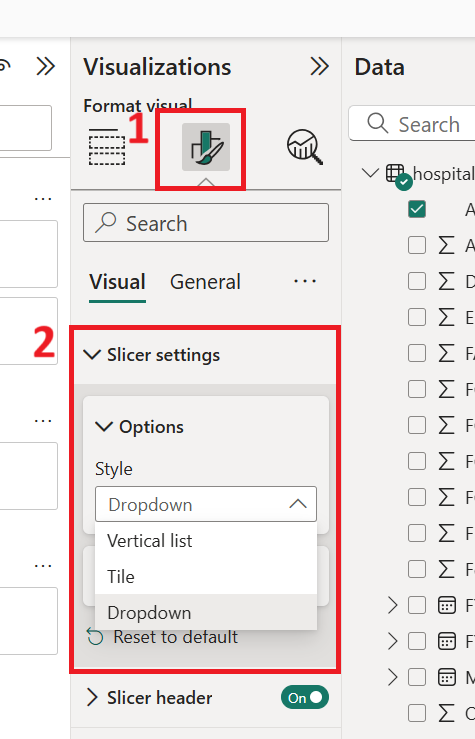 Visualizations
Data
Format visual
1
Search
Search
hospital
Visual
General
2
Slicer settings
Options
Style
Dropdown
Vertical list
Tile
Dropdown
Reset to default
Slicer header
On
A
A
D
E
FA
F
F
F
F
M